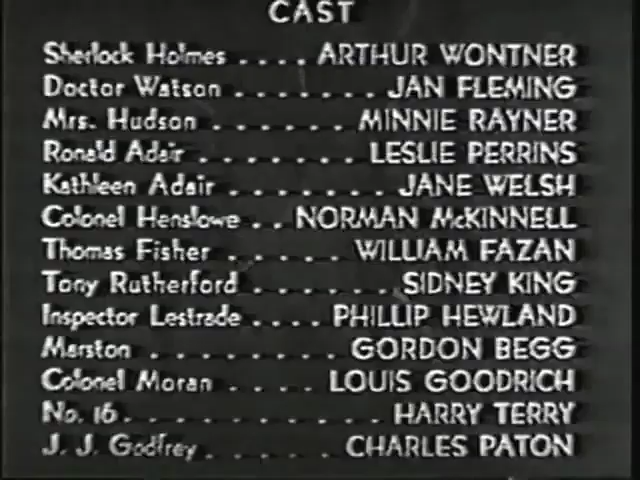 CAST
Sherlock Holmes .... ARTHUR WONTNER
Doctor Watson ....... JAN FLEMING
Mrs. Hudson ....... MINNIE RAYNER
Ronald Adair ........ LESLIE PERRINS
Kathleen Adair ........ JANE WELSH
Colonel Henslowe .. NORMAN McKINNELL
Thomas Fisher ...... WILLIAM FAZAN
Tony Rutherford ....... SIDNEY KING
Inspector Lestrade .... PHILLIP HEWLAND
Marston ......... GORDON BEGG
Colonel Moran ..... LOUIS GOODRICH
No. 16............ HARRY TERRY
J. J. Godfrey ...... CHARLES PATON